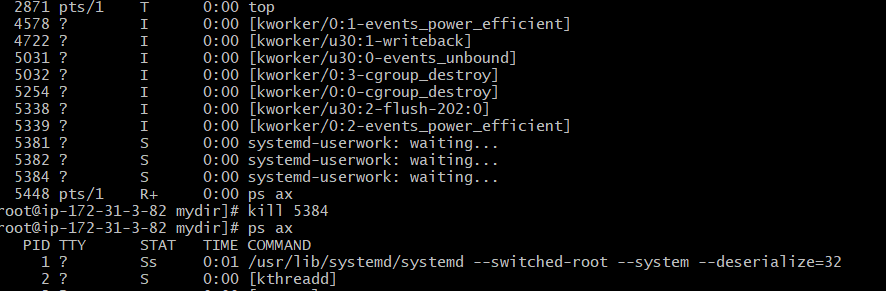 2871 pts/1 T 0:00 top
4578 ? I 0:00 [kworker/0:1-events_power_efficient]
4722 ? I 0:00 [kworker/u30:1-writeback]
5031 ? I 0:00 [kworker/u30:0-events_unbound]
5032 ? I 0:00 [kworker/0:3-cgroup_destroy]
5254 ? I 0:00 [kworker/0:0-cgroup_destroy]
5338 ? I 0:00 [kworker/u30:2-flush-202:0]
5339 ? I 0:00 [kworker/0:2-events_power_efficient]
5381 ? S 0:00 systemd-userwork: waiting...
5382 ? S 0:00 systemd-userwork: waiting...
5384 ? S 0:00 systemd-userwork: waiting...
5448 pts/1 R+ 0:00 ps ax
root@ip-172-31-3-82 mydir]# kill 5384
root@ip-172-31-3-82 mydir]# ps ax
PID TTY STAT TIME COMMAND
1 ? Ss 0:01 /usr/lib/systemd/systemd --switched-root --system --deserialize=32
2 ? S 0:00 [kthreadd]